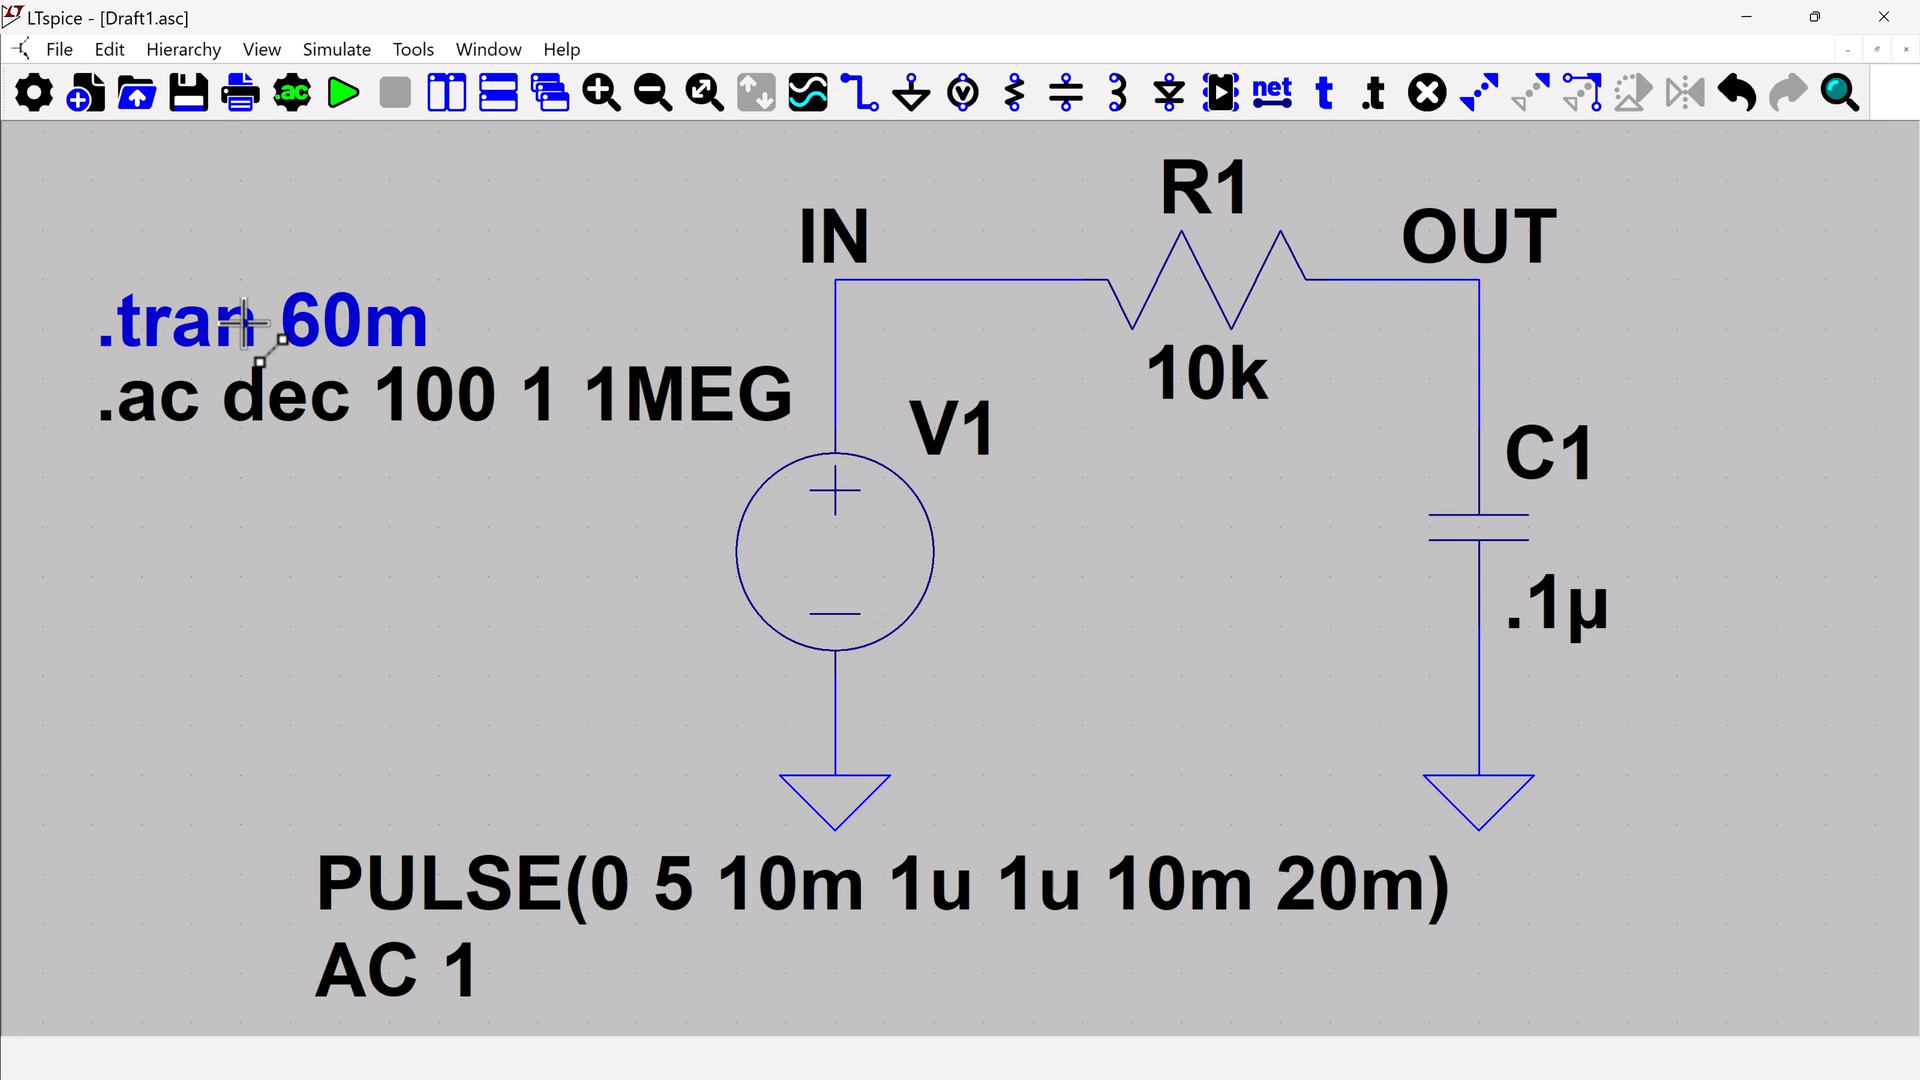 LTspice - [Draft1.asc]
File Edit Hierarchy View Simulate Tools Window Help
.ac net t .t
R1
IN
OUT
.tran 60m
10k
.ac dec 100 1 1MEG
V1
C1
.1µ
PULSE(0 5 10m 1u 1u 10m 20m)
AC 1